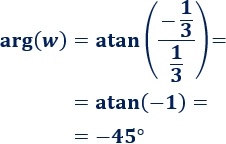 arg(w) = atan(-1/3 / 1/3) =
= atan(-1) =
= -45°